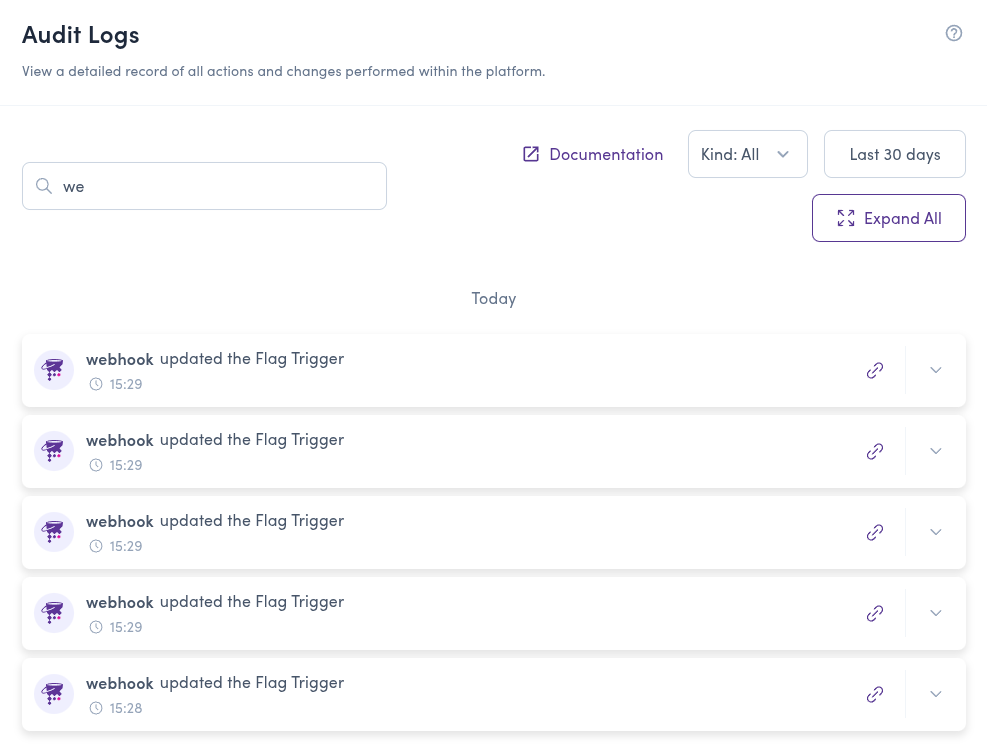 Audit Logs
View a detailed record of all actions and changes performed within the platform.
we
Documentation
Kind: All
Last 30 days
Expand All
Today
webhook updated the Flag Trigger
15:29
webhook updated the Flag Trigger
15:29
webhook updated the Flag Trigger
15:29
webhook updated the Flag Trigger
15:29
webhook updated the Flag Trigger
15:28